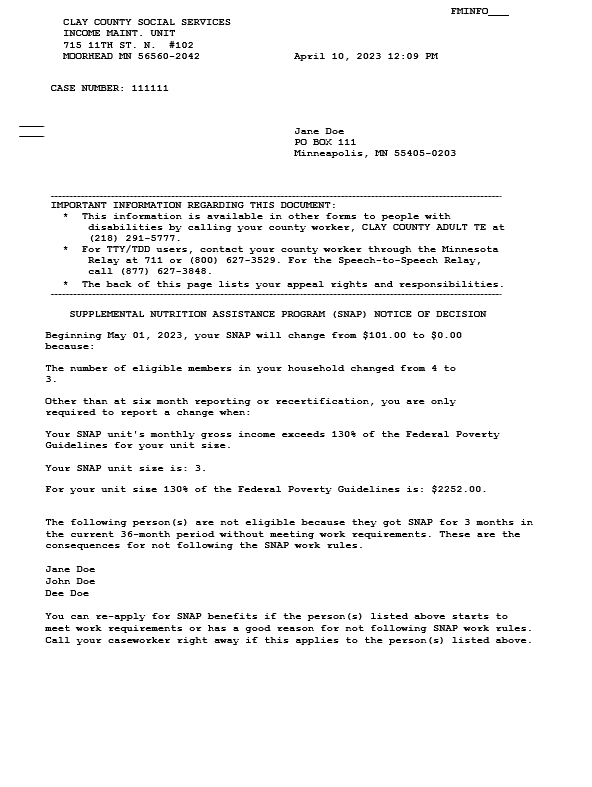 FMINFO___
CLAY COUNTY SOCIAL SERVICES
INCOME MAINT. UNIT
715 11TH ST. N.  #102
MOORHEAD MN 56560-2042          April 10, 2023 12:09 PM
CASE NUMBER: 111111
Jane Doe
PO BOX 111
Minneapolis, MN 55405-0203
IMPORTANT INFORMATION REGARDING THIS DOCUMENT:
* This information is available in other forms to people with
disabilities by calling your county worker, CLAY COUNTY ADULT TE at
(218) 291-5777.
* For TTY/TDD users, contact your county worker through the Minnesota
Relay at 711 or (800) 627-3529. For the Speech-to-Speech Relay,
call (877) 627-3848.
* The back of this page lists your appeal rights and responsibilities.
SUPPLEMENTAL NUTRITION ASSISTANCE PROGRAM (SNAP) NOTICE OF DECISION
Beginning May 01, 2023, your SNAP will change from $101.00 to $0.00
because:
The number of eligible members in your household changed from 4 to
3.
Other than at six month reporting or recertification, you are only
required to report a change when:
Your SNAP unit's monthly gross income exceeds 130% of the Federal Poverty
Guidelines for your unit size.
Your SNAP unit size is: 3.
For your unit size 130% of the Federal Poverty Guidelines is: $2252.00.
The following person(s) are not eligible because they got SNAP for 3 months in
the current 36-month period without meeting work requirements. These are the
consequences for not following the SNAP work rules.
Jane Doe
John Doe
Dee Doe
You can re-apply for SNAP benefits if the person(s) listed above starts to
meet work requirements or has a good reason for not following SNAP work rules.
Call your caseworker right away if this applies to the person(s) listed above.